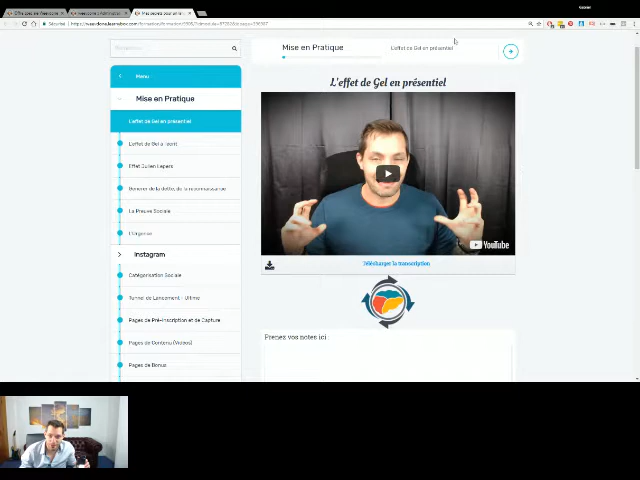 Sécurisé
Menu
Mise en Pratique
L'effet de Gel en présentiel
L'effet de Gel en présentiel
L'effet de Gel à l'écrit
Effet Julien Lepers
Générer de la dette, de la reconnaissance
La Preuve Sociale
L'Urgence
Instagram
Catégorisation Sociale
Tunnel de Lancement - Ultime
Pages de Pré-Inscription et de Capture
Pages de Contenu (Vidéos)
Pages de Bonus
Mise en Pratique
L'effet de Gel en présentiel
YouTube
Télécharger la transcription
Prenez vos notes ici :